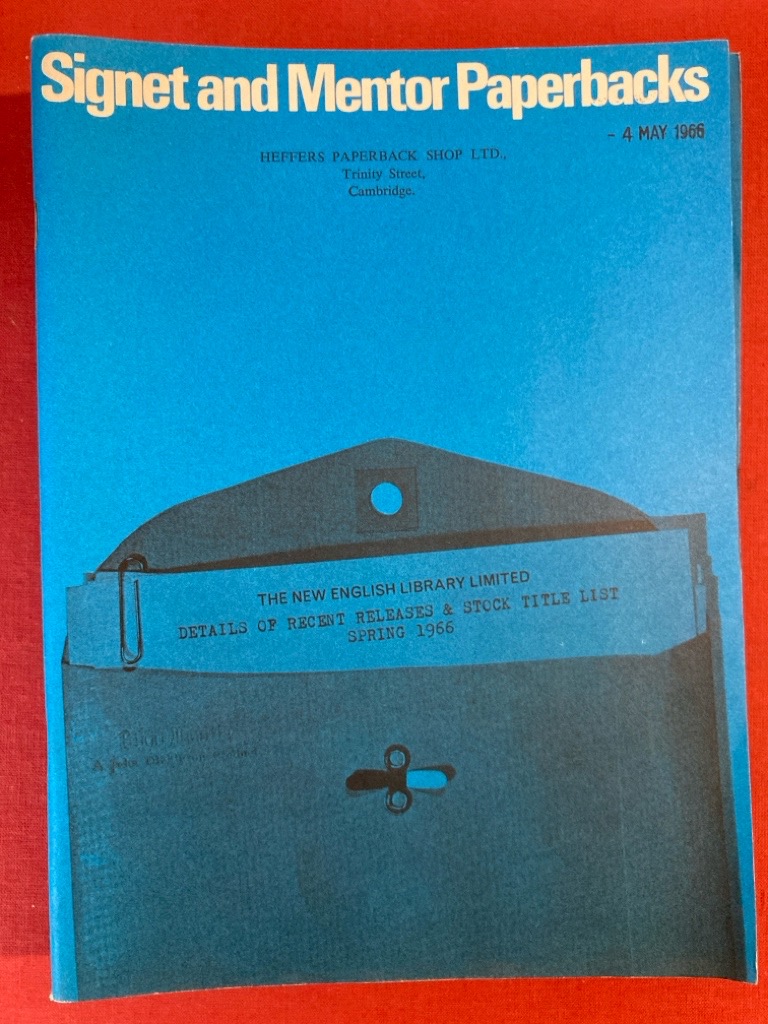 Signet and Mentor Paperbacks
- 4 MAY 1966
HEFFERS PAPERBACK SHOP LTD.,
Trinity Street,
Cambridge.
THE NEW ENGLISH LIBRARY LIMITED
DETAILS OF RECENT RELEASES & STOCK TITLE LIST
SPRING 1966